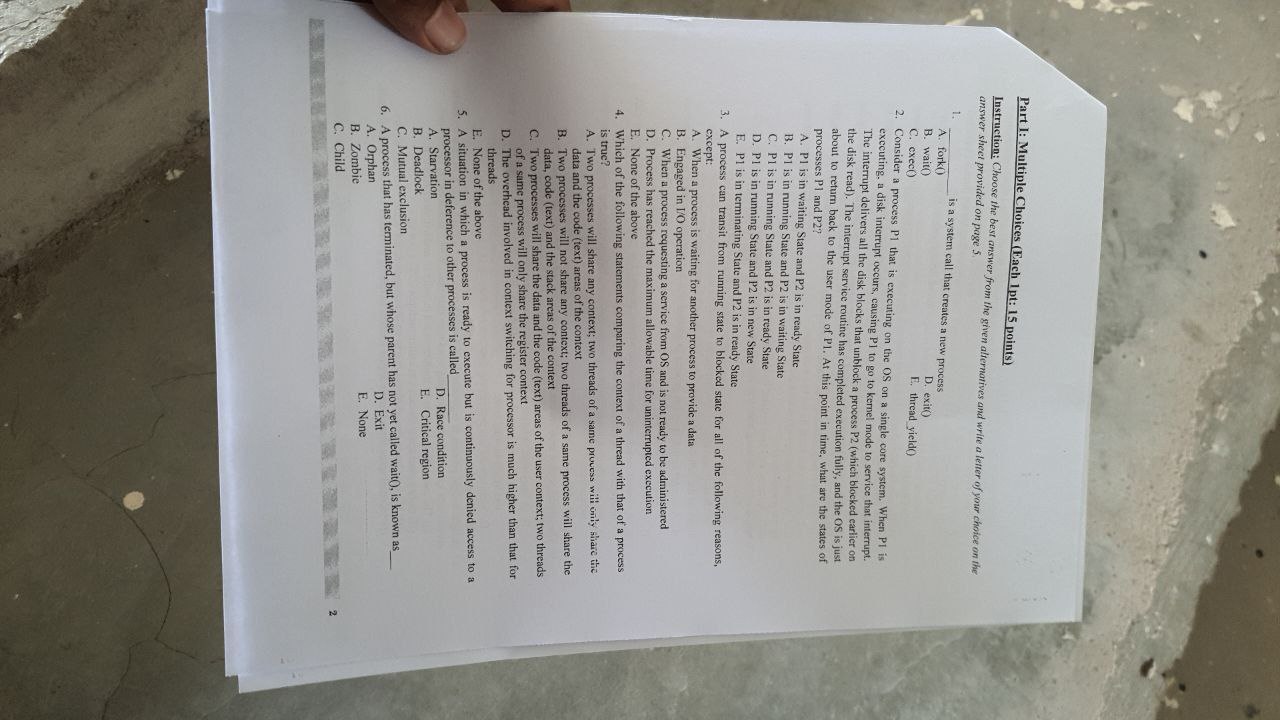 Part I: Multiple Choices (Each 1pt: 15 points)
Instruction: Choose the best answer from the given alternatives and write a letter of your choice on the
answer sheet provided on page 5.
1. __________ is a system call that creates a new process
A. fork()
B. wait()
D. exit()
C. exec()
E. thread_yield()
2. Consider a process P1 that is executing on the OS on a single core system. When P1 is
executing, a disk interrupt occurs, causing P1 to go to kernel mode to service that interrupt.
The interrupt delivers all the disk blocks that unblock a process P2 (which blocked earlier on
the disk read). The interrupt service routine has completed execution fully, and the OS is just
about to return back to the user mode of P1. At this point in time, what are the states of
processes P1 and P2?
A. P1 is in waiting State and P2 is in ready State
B. P1 is in running State and P2 is in waiting State
C. P1 is in running State and P2 is in ready State
D. P1 is in running State and P2 is in new State
E. P1 is in terminating State and P2 is in ready State
3. A process can transit from running state to blocked state for all of the following reasons,
except:
A. When a process is waiting for another process to provide a data
B. Engaged in I/O operation
C. When a process requesting a service from OS and is not ready to be administered
D. Process has reached the maximum allowable time for uninterrupted execution
E. None of the above
4. Which of the following statements comparing the context of a thread with that of a process
is true?
A. Two processes will share any context; two threads of a same process will only share the
data and the code (text) areas of the context
B. Two processes will not share any context; two threads of a same process will share the
data, code (text) and the stack areas of the context
C. Two processes will share the data and the code (text) areas of the user context; two threads
of a same process will only share the register context
D. The overhead involved in context switching for processor is much higher than that for
threads
E. None of the above
5. A situation in which a process is ready to execute but is continuously denied access to a
processor in deference to other processes is called________
A. Starvation
D. Race condition
B. Deadlock
E. Critical region
C. Mutual exclusion
6. A process that has terminated, but whose parent has not yet called wait(), is known as___
A. Orphan
D. Exit
B. Zombie
E. None
C. Child
2